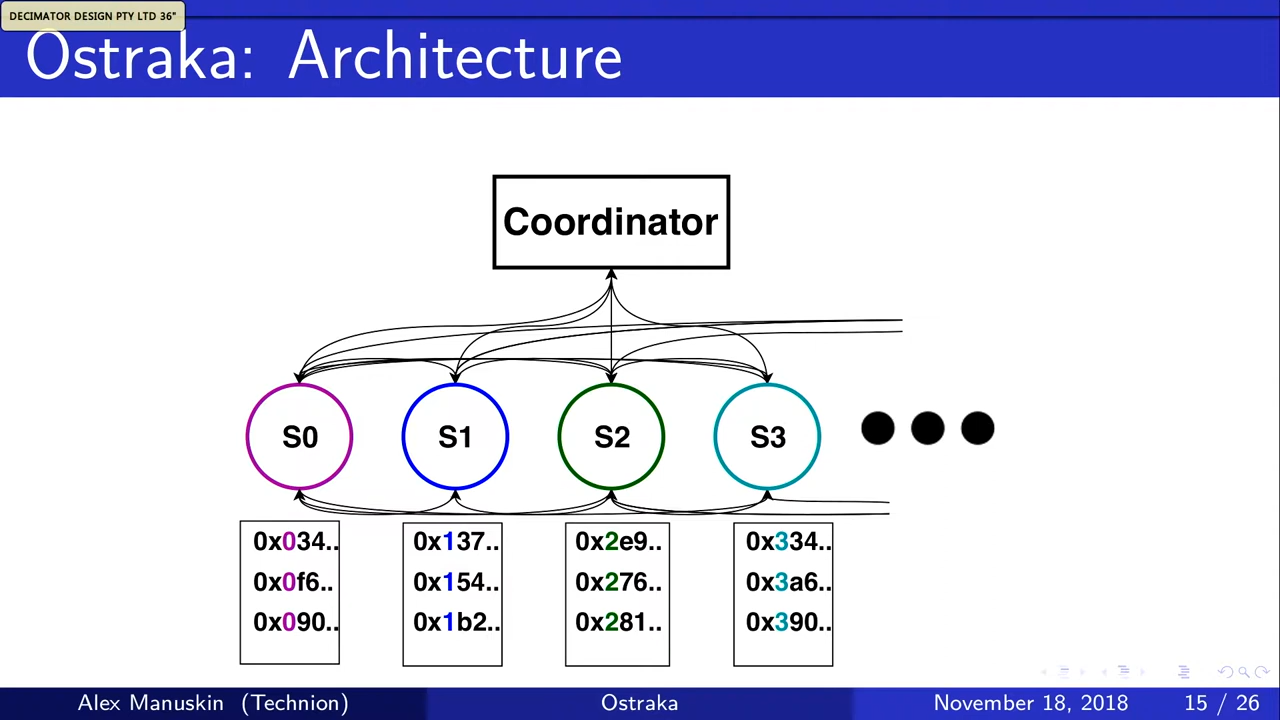 DECIMATOR DESIGN PTY LTD 36"
Ostraka: Architecture
Coordinator
S0 S1 S2 S3
0x034.. 0x137.. 0x2e9.. 0x334..
0x0f6.. 0x154.. 0x276.. 0x3a6..
0x090.. 0x1b2.. 0x281.. 0x390..
Alex Manuskin (Technion) Ostraka November 18, 2018 15 / 26